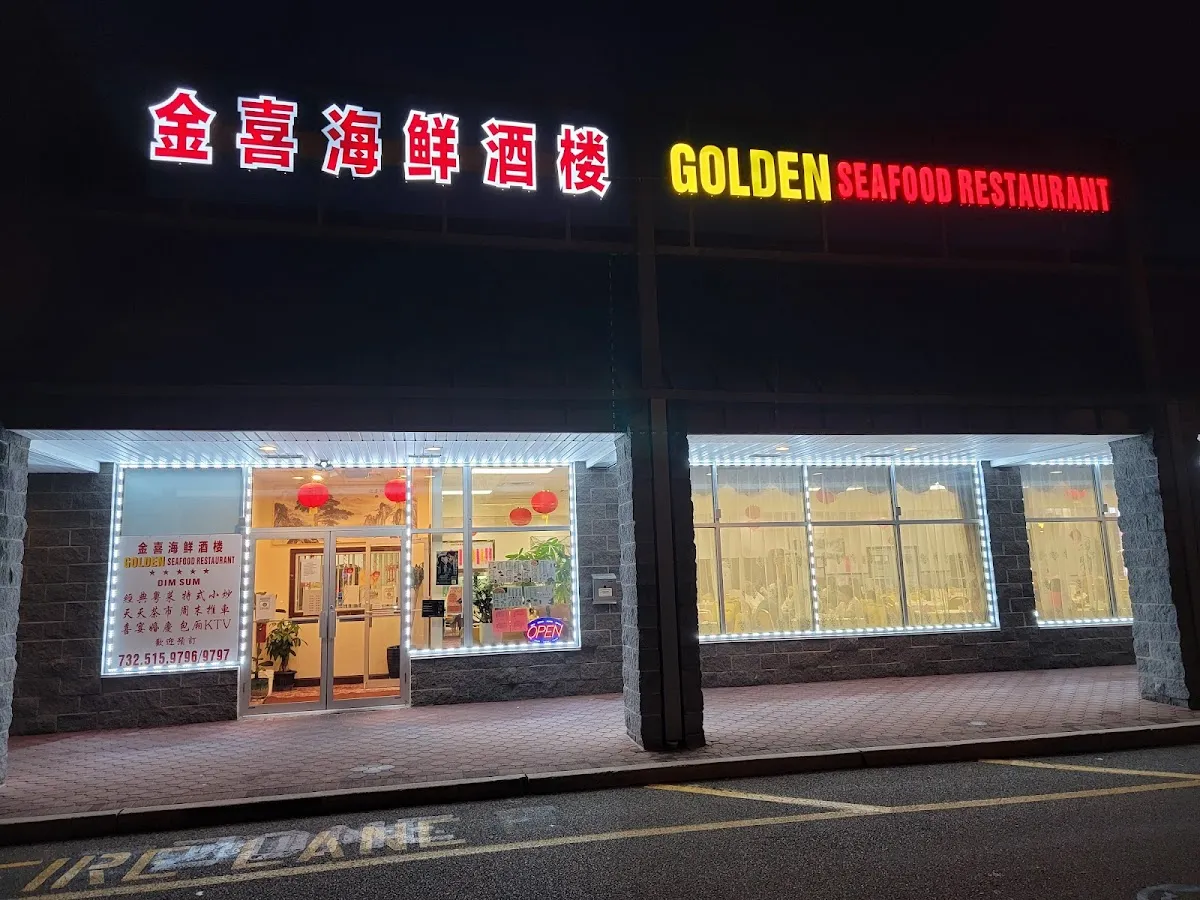 金喜海鲜酒楼
GOLDEN SEAFOOD RESTAURANT
金喜海鲜酒楼
GOLDEN SEAFOOD RESTAURANT
★ ★ ★ ★ ★
DIM SUM
經典粵菜 特式小炒
天天茶市 周末推車
喜宴婚慶 包厢KTV
歡迎預訂
732.515.9796/9797
OPEN
FIRE LANE